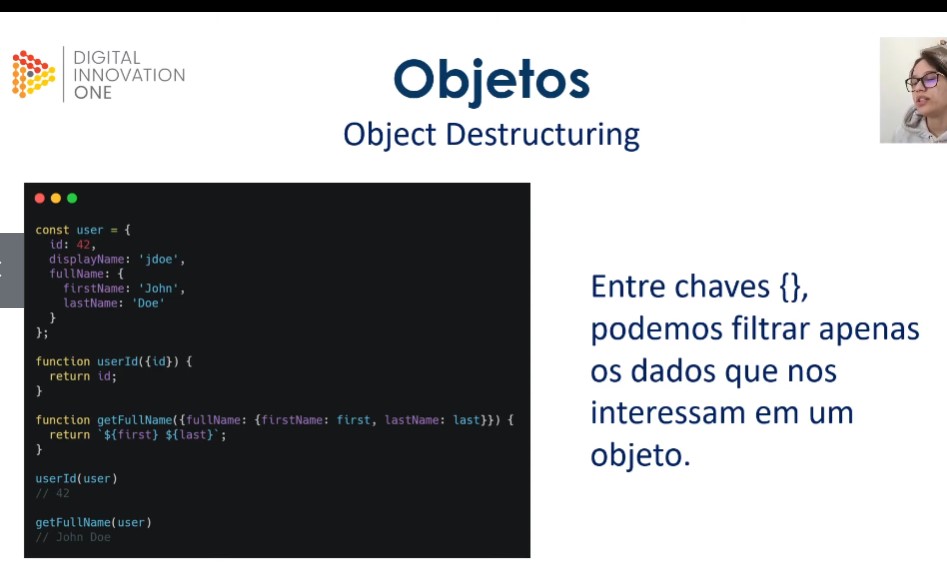 DIGITAL
INNOVATION
ONE
Objetos
Object Destructuring
const user = {
  id: 42,
  displayName: 'jdoe',
  fullName: {
    firstName: 'John',
    lastName: 'Doe'
  }
};
function userId({id}) {
  return id;
}
function getFullName({fullName: {firstName: first, lastName: last}}) {
  return `${first} ${last}`;
}
userId(user)
// 42
getFullName(user)
// John Doe
Entre chaves {},
podemos filtrar apenas
os dados que nos
interessam em um
objeto.